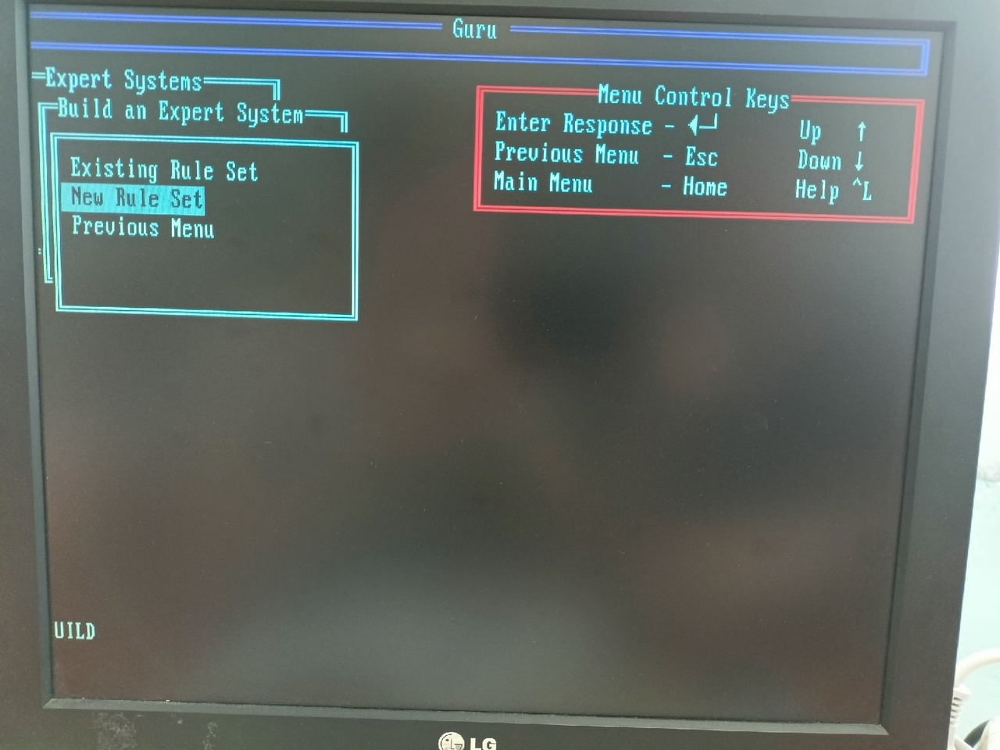 Guru
Expert Systems
Build an Expert System
Existing Rule Set
New Rule Set
Previous Menu
Menu Control Keys
Enter Response - ◄┘ Up ↑
Previous Menu - Esc Down ↓
Main Menu - Home Help ^L
UILD
LG